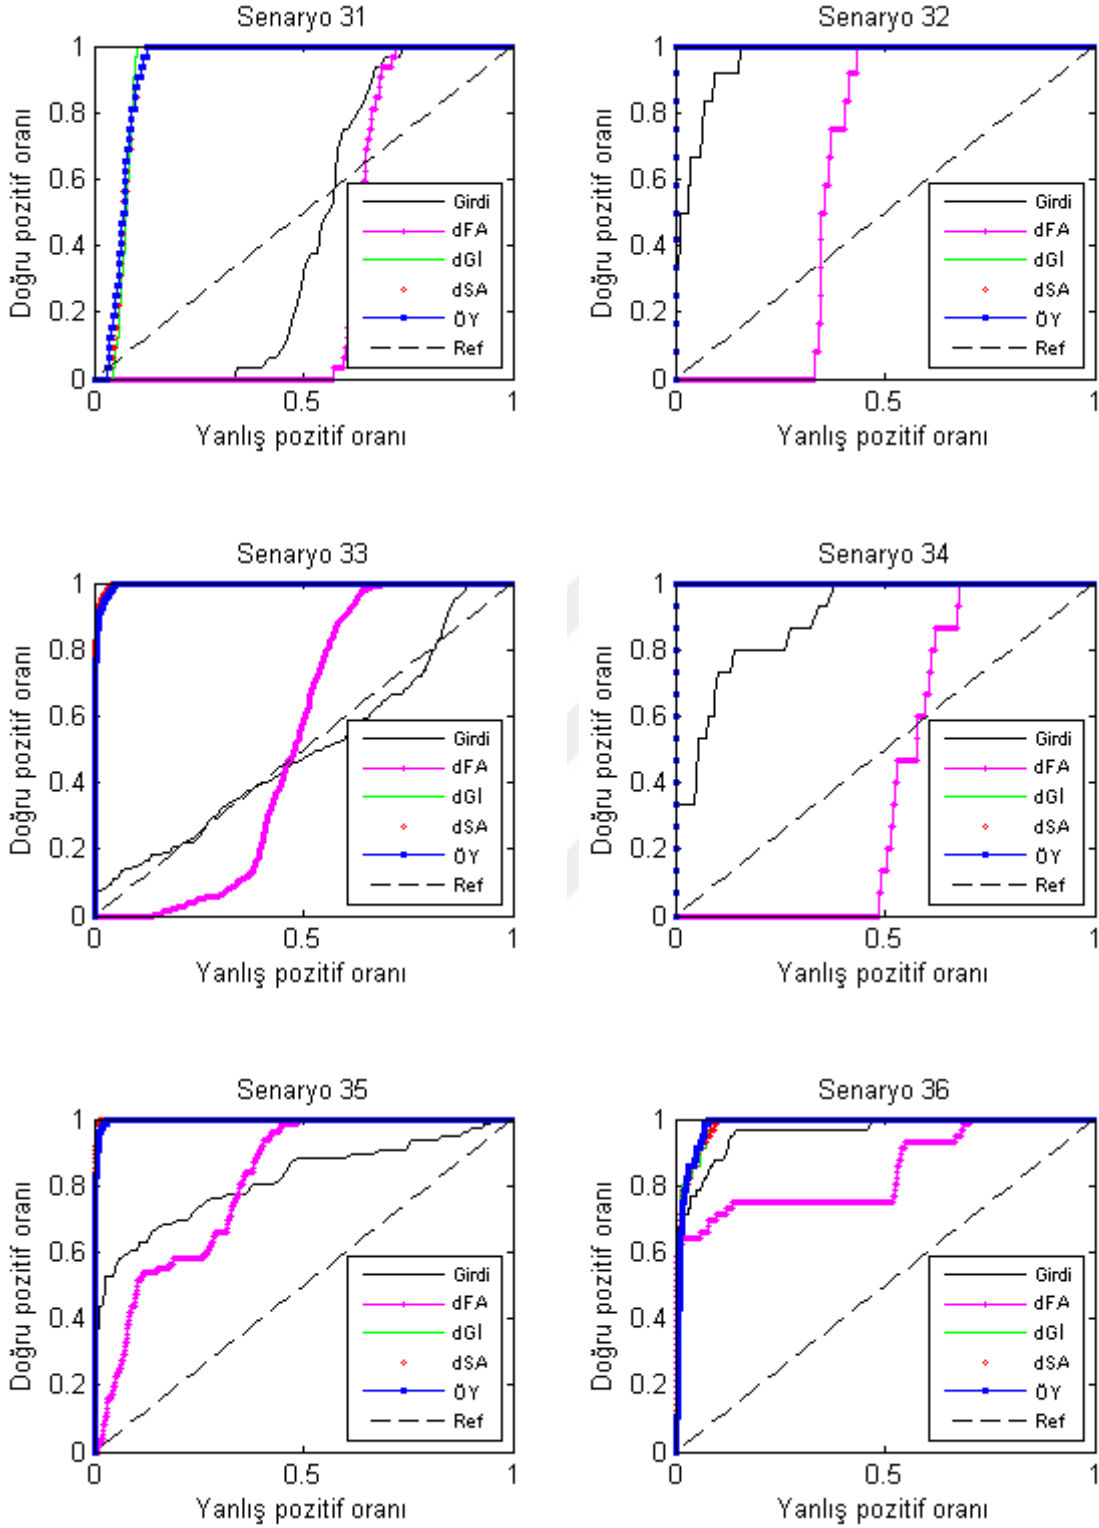 Senaryo 31
Doğru pozitif oranı
1
0.8
0.6
0.4
0.2
0
0 0.5 1
Yanlış pozitif oranı
Girdi
dFA
dGI
dSA
ÖY
Ref
Senaryo 32
Doğru pozitif oranı
1
0.8
0.6
0.4
0.2
0
0 0.5 1
Yanlış pozitif oranı
Girdi
dFA
dGI
dSA
ÖY
Ref
Senaryo 33
Doğru pozitif oranı
1
0.8
0.6
0.4
0.2
0
0 0.5 1
Yanlış pozitif oranı
Girdi
dFA
dGI
dSA
ÖY
Ref
Senaryo 34
Doğru pozitif oranı
1
0.8
0.6
0.4
0.2
0
0 0.5 1
Yanlış pozitif oranı
Girdi
dFA
dGI
dSA
ÖY
Ref
Senaryo 35
Doğru pozitif oranı
1
0.8
0.6
0.4
0.2
0
0 0.5 1
Yanlış pozitif oranı
Girdi
dFA
dGI
dSA
ÖY
Ref
Senaryo 36
Doğru pozitif oranı
1
0.8
0.6
0.4
0.2
0
0 0.5 1
Yanlış pozitif oranı
Girdi
dFA
dGI
dSA
ÖY
Ref